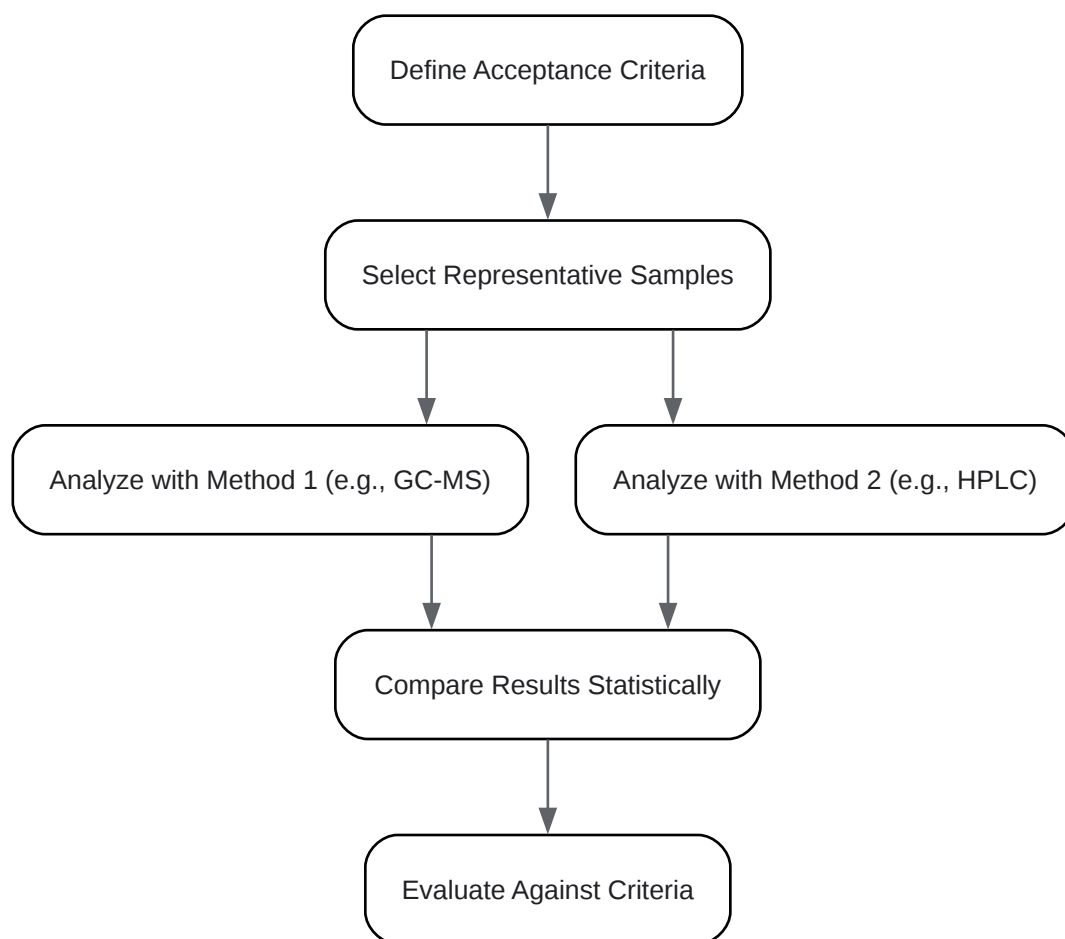 Define Acceptance Criteria
Select Representative Samples
Analyze with Method 1 (e.g., GC-MS)
Analyze with Method 2 (e.g., HPLC)
Compare Results Statistically
Evaluate Against Criteria